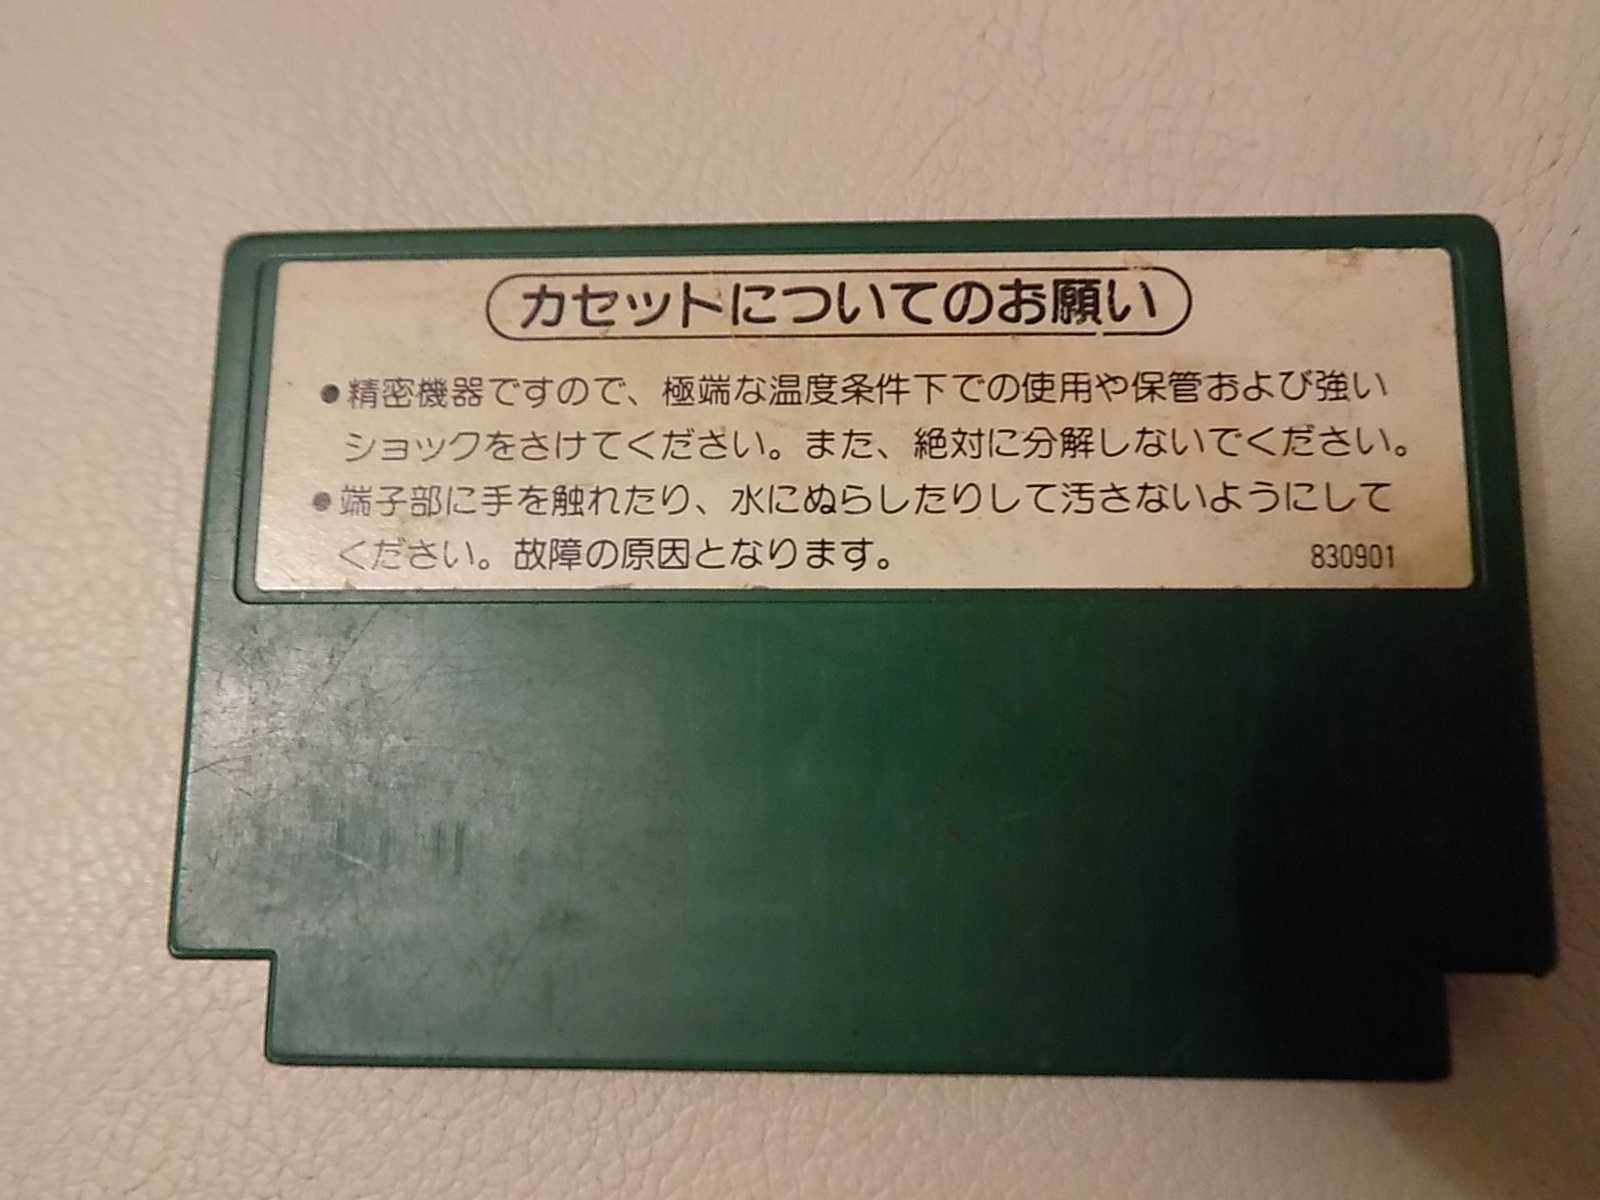 カセットについてのお願い
●精密機器ですので、極端な温度条件下での使用や保管および強い
ショックをさけてください。また、絶対に分解しないでください。
●端子部に手を触れたり、水にぬらしたりして汚さないようにして
ください。故障の原因となります。
830901